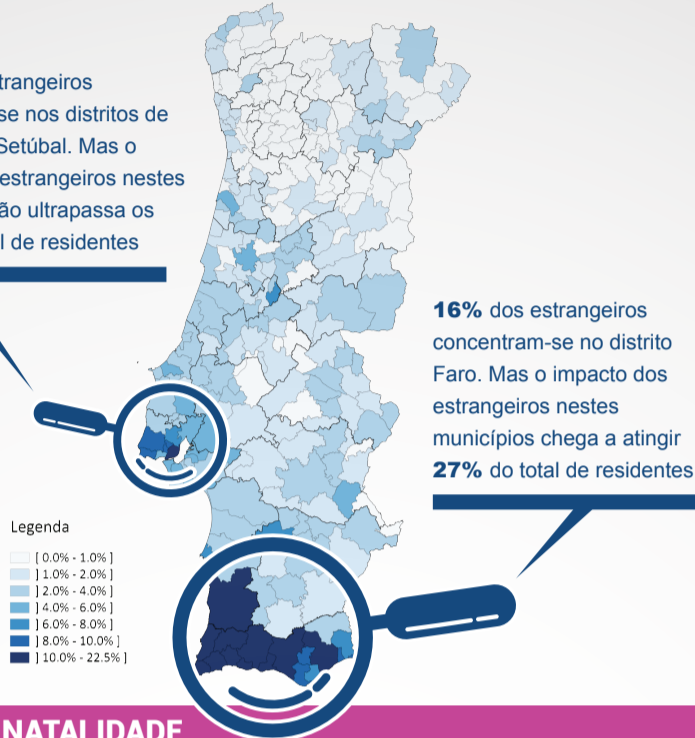 trangeiros
se nos distritos de
Setúbal. Mas o
estrangeiros nestes
ão ultrapassa os
l de residentes
16% dos estrangeiros
concentram-se no distrito
Faro. Mas o impacto dos
estrangeiros nestes
municípios chega a atingir
27% do total de residentes
Legenda
[ 0.0% - 1.0% ]
] 1.0% - 2.0% ]
] 2.0% - 4.0% ]
] 4.0% - 6.0% ]
] 6.0% - 8.0% ]
] 8.0% - 10.0% ]
] 10.0% - 22.5% ]
NATALIDADE